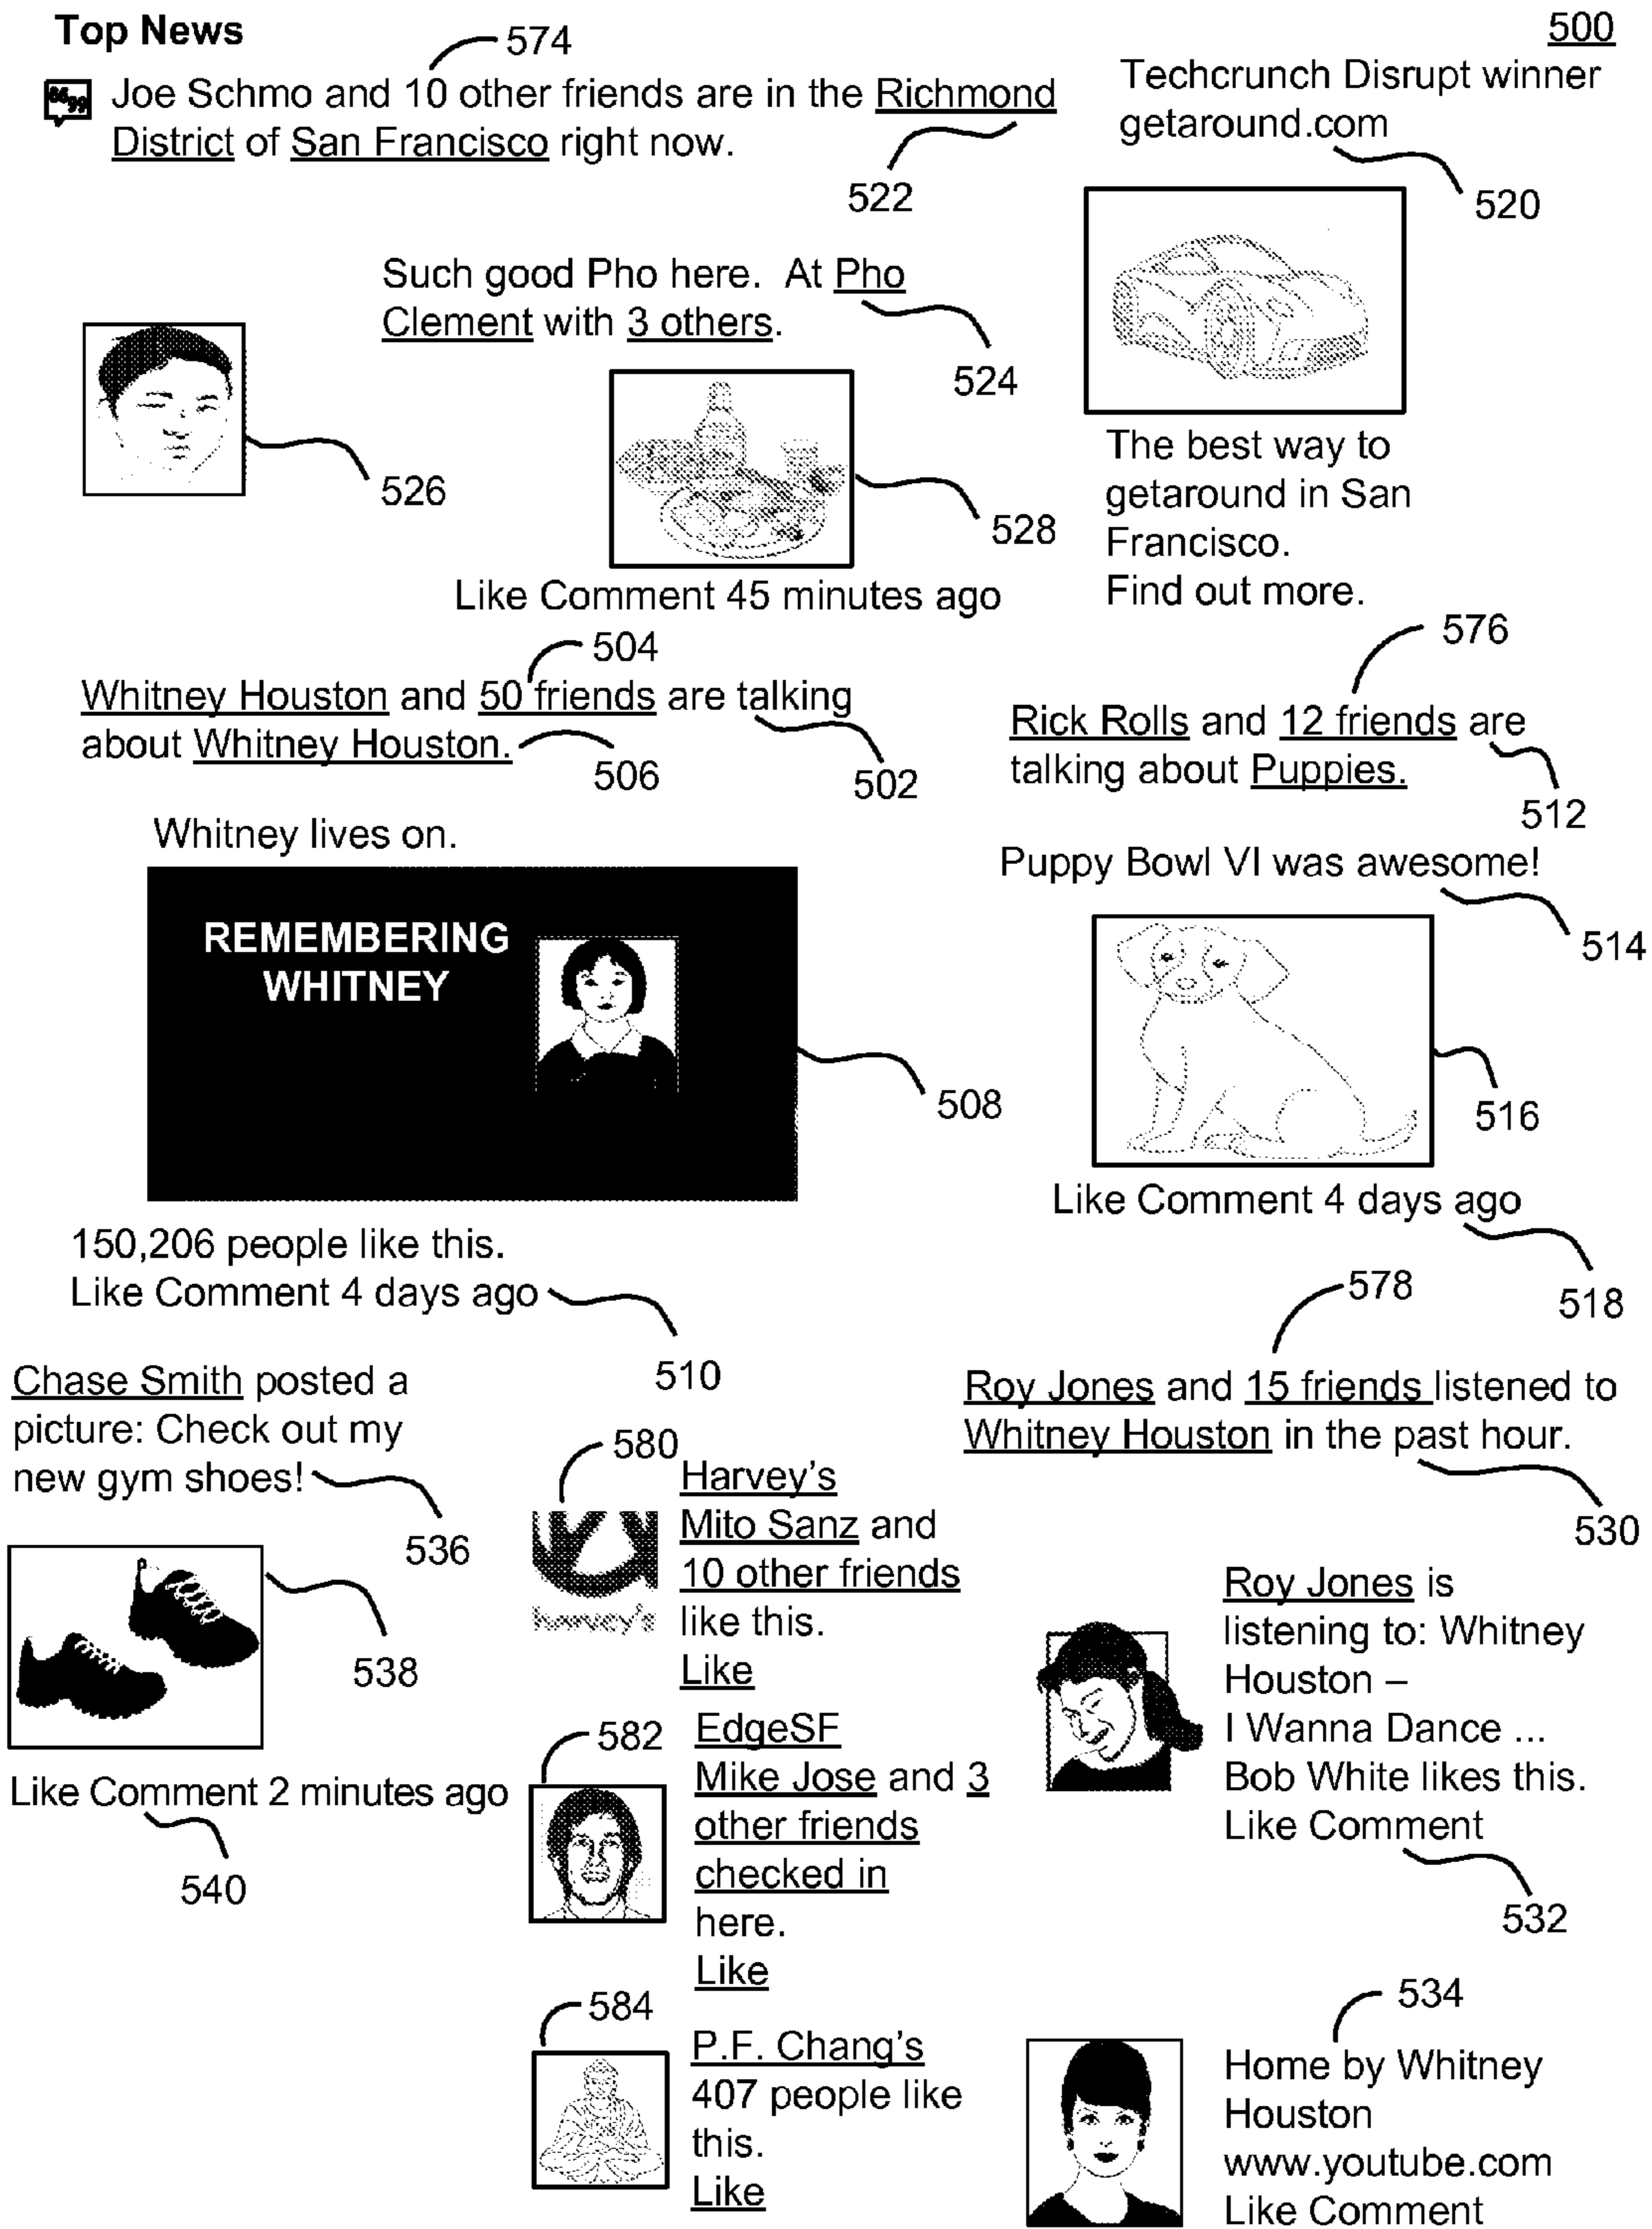 Top News
574
500
Joe Schmo and 10 other friends are in the Richmond
District of San Francisco right now.
522
Techcrunch Disrupt winner
getaround.com
520
Such good Pho here.  At Pho
Clement with 3 others.
524
526
528
Like Comment 45 minutes ago
The best way to
getaround in San
Francisco.
Find out more.
504
Whitney Houston and 50 friends are talking
about Whitney Houston.
506
502
576
Rick Rolls and 12 friends are
talking about Puppies.
512
Whitney lives on.
REMEMBERING
WHITNEY
508
150,206 people like this.
Like Comment 4 days ago
510
Puppy Bowl VI was awesome!
514
516
Like Comment 4 days ago
518
578
Roy Jones and 15 friends listened to
Whitney Houston in the past hour.
530
Chase Smith posted a
picture: Check out my
new gym shoes!
536
538
Like Comment 2 minutes ago
540
580
harvey's
Harvey’s
Mito Sanz and
10 other friends
like this.
Like
582
EdgeSF
Mike Jose and 3
other friends
checked in
here.
Like
584
P.F. Chang’s
407 people like
this.
Like
Roy Jones is
listening to: Whitney
Houston –
I Wanna Dance ...
Bob White likes this.
Like Comment
532
534
Home by Whitney
Houston
www.youtube.com
Like Comment